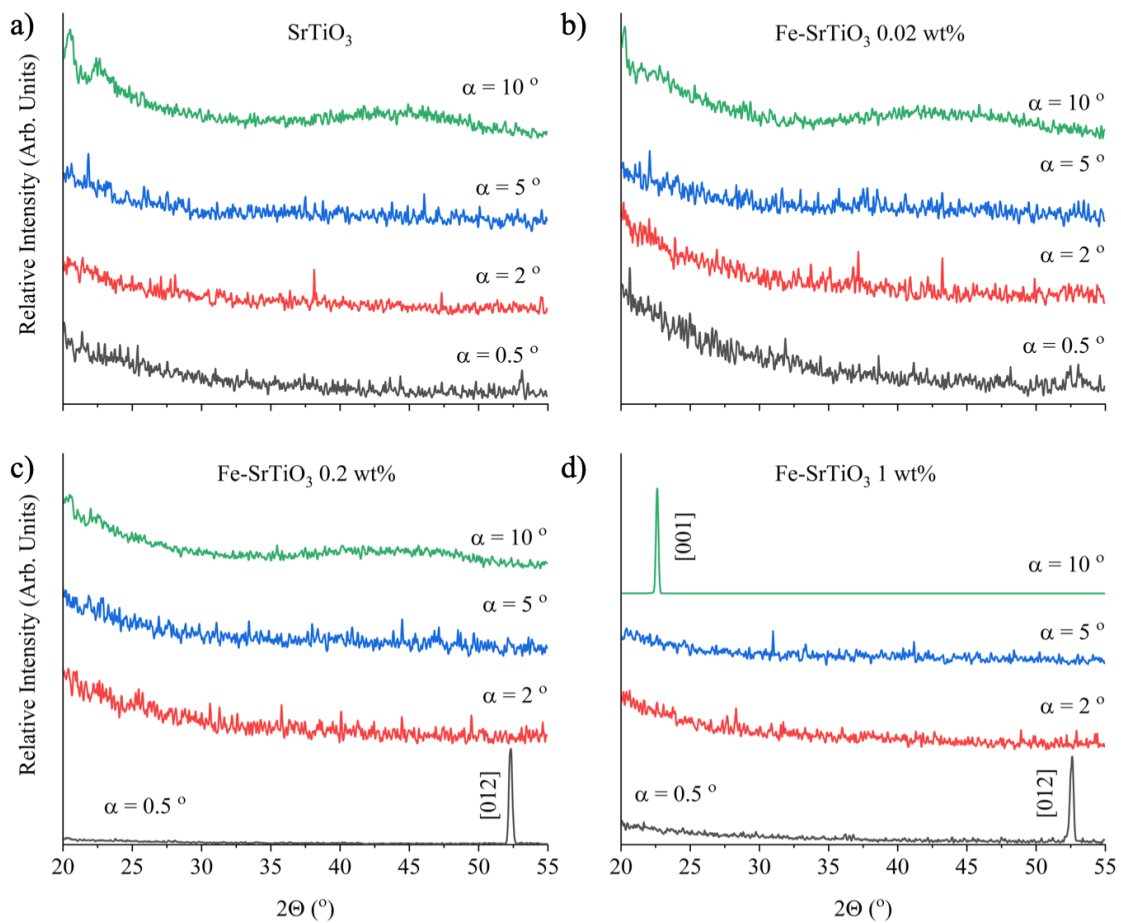 a)
SrTiO₃
Relative Intensity (Arb. Units)
α = 10 °
α = 5 °
α = 2 °
α = 0.5 °
b)
Fe-SrTiO₃ 0.02 wt%
α = 10 °
α = 5 °
α = 2 °
α = 0.5 °
c)
Fe-SrTiO₃ 0.2 wt%
Relative Intensity (Arb. Units)
α = 10 °
α = 5 °
α = 2 °
α = 0.5 °
[012]
20 25 30 35 40 45 50 55
2Θ (°)
d)
Fe-SrTiO₃ 1 wt%
[001]
α = 10 °
α = 5 °
α = 2 °
α = 0.5 °
[012]
20 25 30 35 40 45 50 55
2Θ (°)